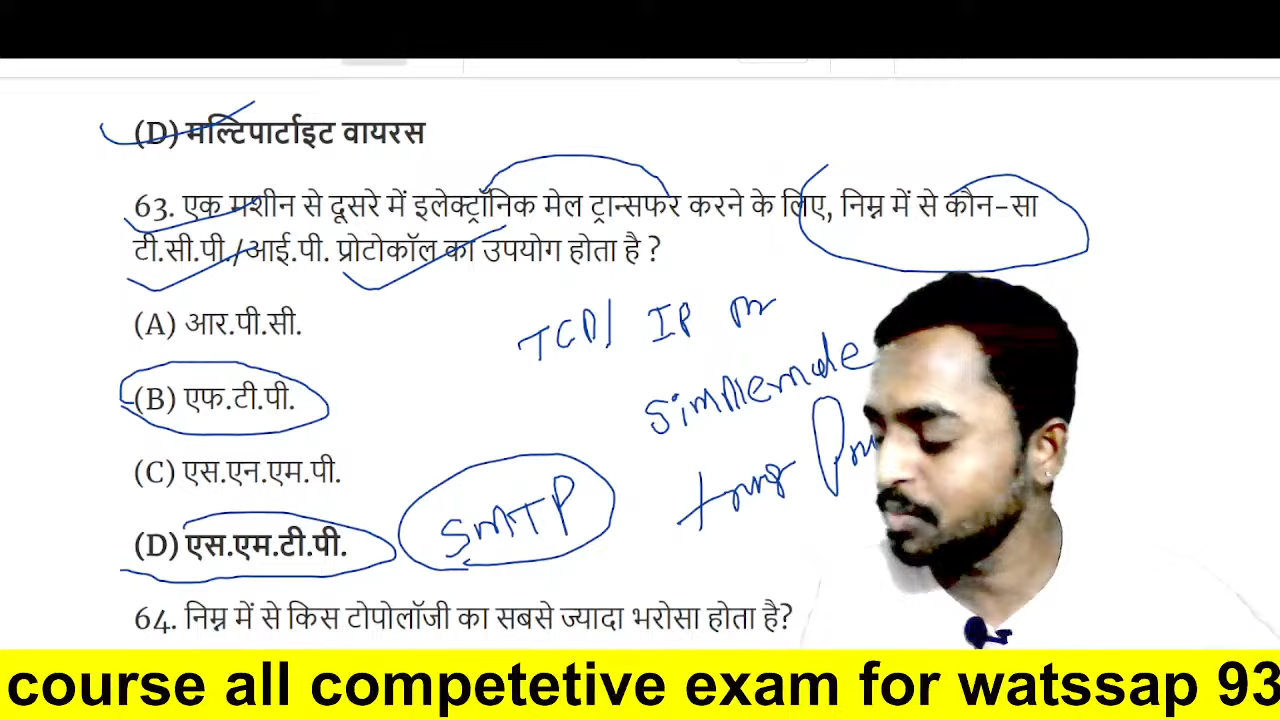 (D) मल्टिपार्टाइट वायरस
63. एक मशीन से दूसरे में इलेक्ट्रॉनिक मेल ट्रान्सफर करने के लिए, निम्न में से कौन-सा
टी.सी.पी./आई.पी. प्रोटोकॉल का उपयोग होता है ?
(A) आर.पी.सी.
TCP/ IP
(B) एफ.टी.पी.
(C) एस.एन.एम.पी.
SMTP
(D) एस.एम.टी.पी.
64. निम्न में से किस टोपोलॉजी का सबसे ज्यादा भरोसा होता है?
course all competetive exam for watssap 93